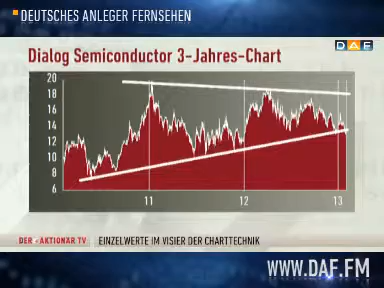 DEUTSCHES ANLEGER FERNSEHEN
DAF
Dialog Semiconductor 3-Jahres-Chart
20
18
16
14
12
10
8
6
11
12
13
DER AKTIONÄR TV
EINZELWERTE IM VISIER DER CHARTTECHNIK
WWW.DAF.FM